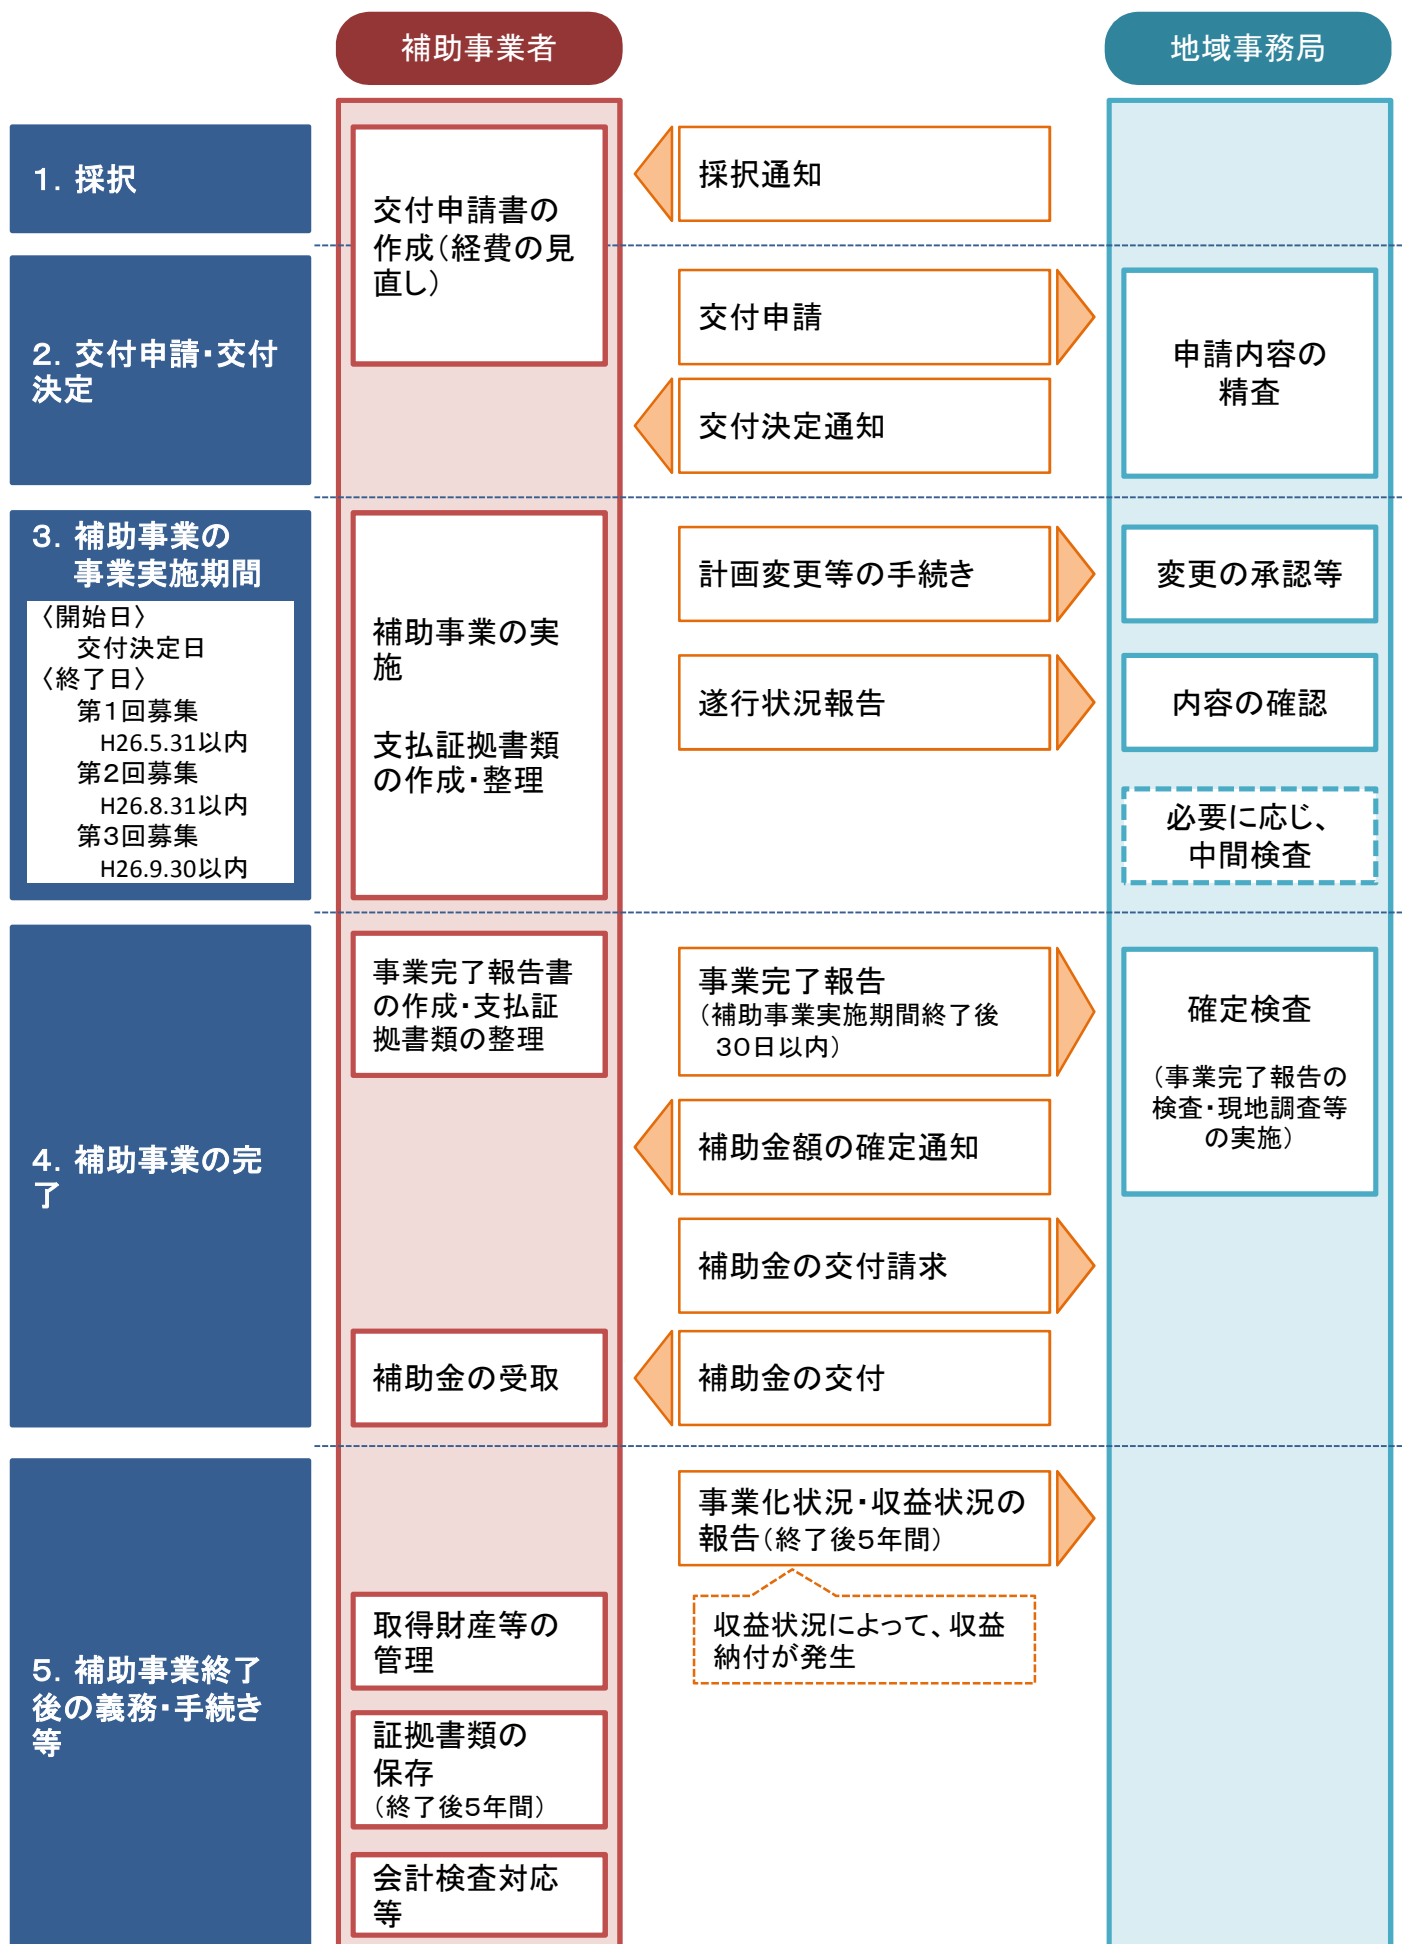 補助事業者
地域事務局
1．採択
交付申請書の
作成（経費の見
直し）
採択通知
2．交付申請・交付
決定
交付申請
交付決定通知
申請内容の
精査
3．補助事業の
事業実施期間
〈開始日〉
交付決定日
〈終了日〉
第1回募集
H26.5.31以内
第2回募集
H26.8.31以内
第3回募集
H26.9.30以内
補助事業の実
施
支払証拠書類
の作成・整理
計画変更等の手続き
変更の承認等
遂行状況報告
内容の確認
必要に応じ、
中間検査
4．補助事業の完
了
事業完了報告書
の作成・支払証
拠書類の整理
事業完了報告
（補助事業実施期間終了後
30日以内）
確定検査
（事業完了報告の
検査・現地調査等
の実施）
補助金額の確定通知
補助金の交付請求
補助金の受取
補助金の交付
5．補助事業終了
後の義務・手続き
等
事業化状況・収益状況の
報告（終了後5年間）
収益状況によって、収益
納付が発生
取得財産等の
管理
証拠書類の
保存
（終了後5年間）
会計検査対応
等